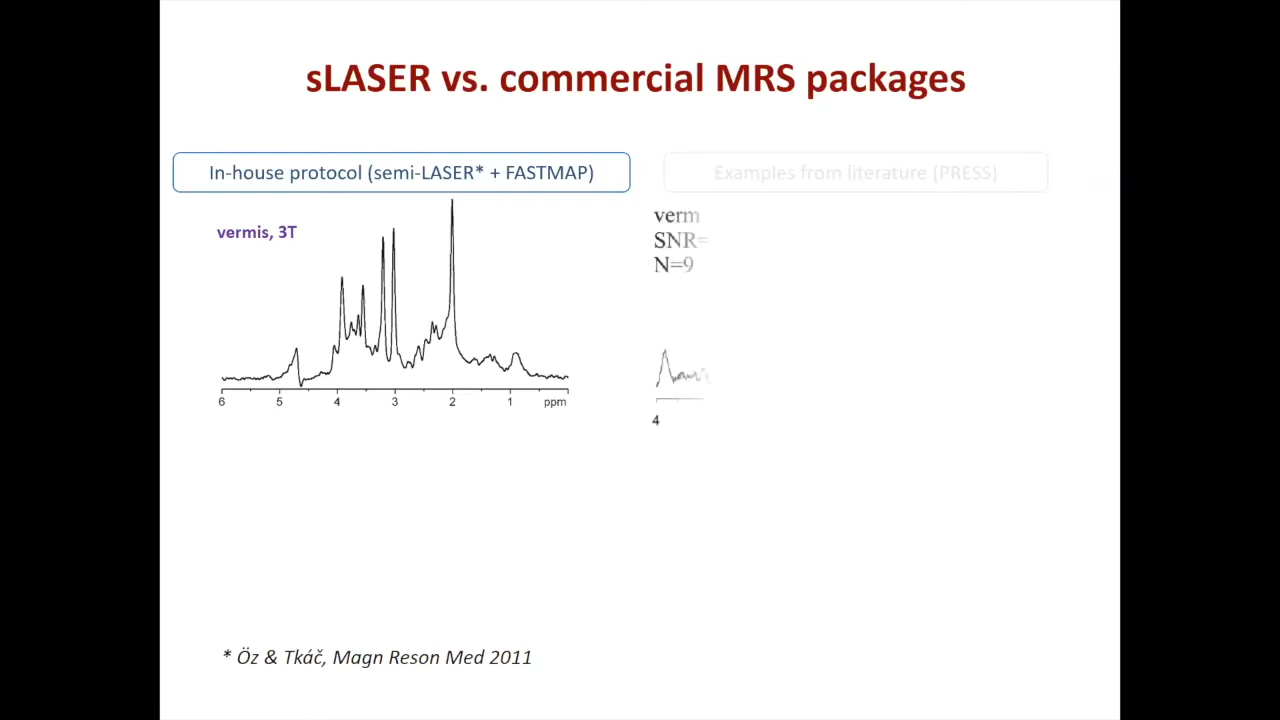 sLASER vs. commercial MRS packages
In-house protocol (semi-LASER* + FASTMAP)
Examples from literature (PRESS)
vermis, 3T
verm
SNR=
N=9
6 5 4 3 2 1 ppm
4
* Öz & Tkáč, Magn Reson Med 2011